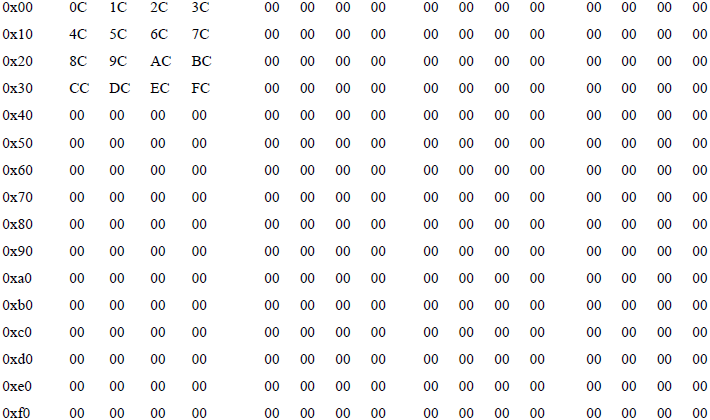 0x00 0C 1C 2C 3C 00 00 00 00 00 00 00 00 00 00 00 00
0x10 4C 5C 6C 7C 00 00 00 00 00 00 00 00 00 00 00 00
0x20 8C 9C AC BC 00 00 00 00 00 00 00 00 00 00 00 00
0x30 CC DC EC FC 00 00 00 00 00 00 00 00 00 00 00 00
0x40 00 00 00 00 00 00 00 00 00 00 00 00 00 00 00 00
0x50 00 00 00 00 00 00 00 00 00 00 00 00 00 00 00 00
0x60 00 00 00 00 00 00 00 00 00 00 00 00 00 00 00 00
0x70 00 00 00 00 00 00 00 00 00 00 00 00 00 00 00 00
0x80 00 00 00 00 00 00 00 00 00 00 00 00 00 00 00 00
0x90 00 00 00 00 00 00 00 00 00 00 00 00 00 00 00 00
0xa0 00 00 00 00 00 00 00 00 00 00 00 00 00 00 00 00
0xb0 00 00 00 00 00 00 00 00 00 00 00 00 00 00 00 00
0xc0 00 00 00 00 00 00 00 00 00 00 00 00 00 00 00 00
0xd0 00 00 00 00 00 00 00 00 00 00 00 00 00 00 00 00
0xe0 00 00 00 00 00 00 00 00 00 00 00 00 00 00 00 00
0xf0 00 00 00 00 00 00 00 00 00 00 00 00 00 00 00 00